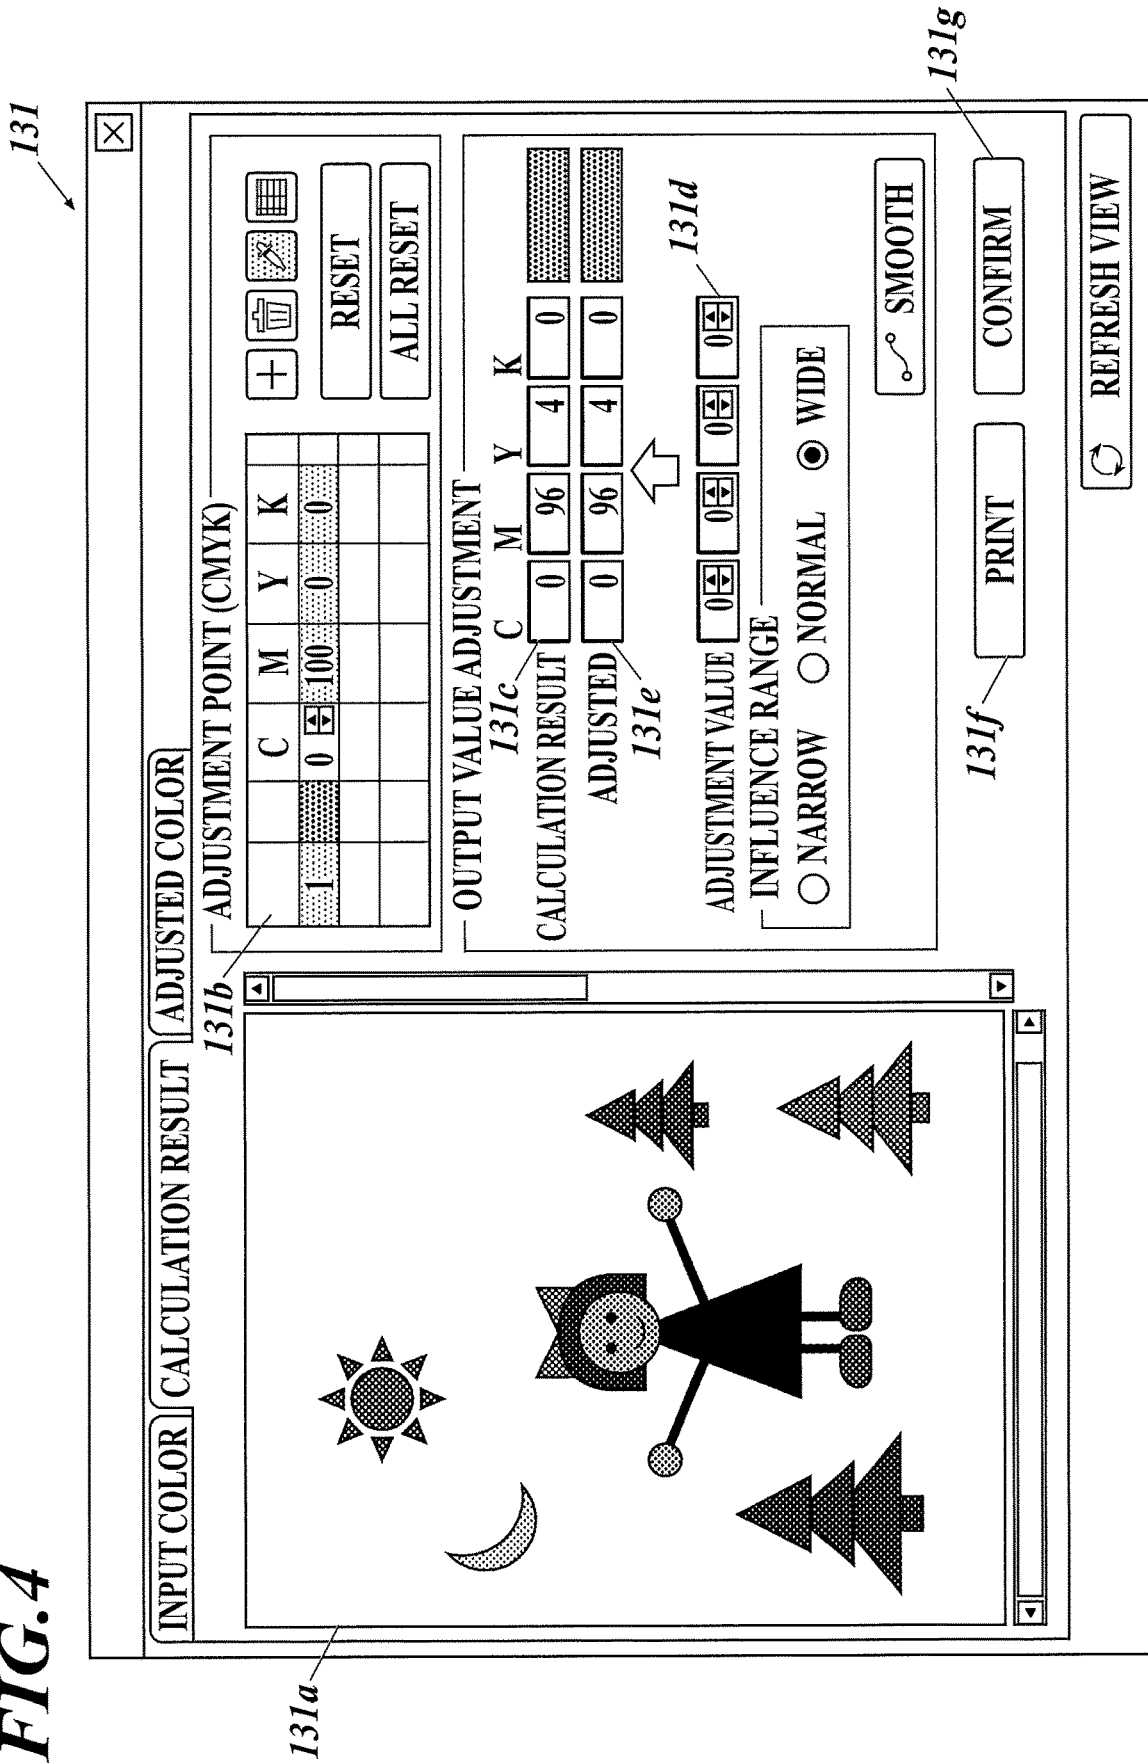 FIG.4
131
INPUT COLOR
CALCULATION RESULT
ADJUSTED COLOR
131a
131b
ADJUSTMENT POINT (CMYK)
C M Y K
1 0 100 0 0
RESET
ALL RESET
OUTPUT VALUE ADJUSTMENT
C M Y K
131c
CALCULATION RESULT 0 96 4 0
ADJUSTED 0 96 4 0
131e
131d
ADJUSTMENT VALUE 0 0 0 0
INFLUENCE RANGE
NARROW NORMAL WIDE
SMOOTH
131f
PRINT
CONFIRM
131g
REFRESH VIEW